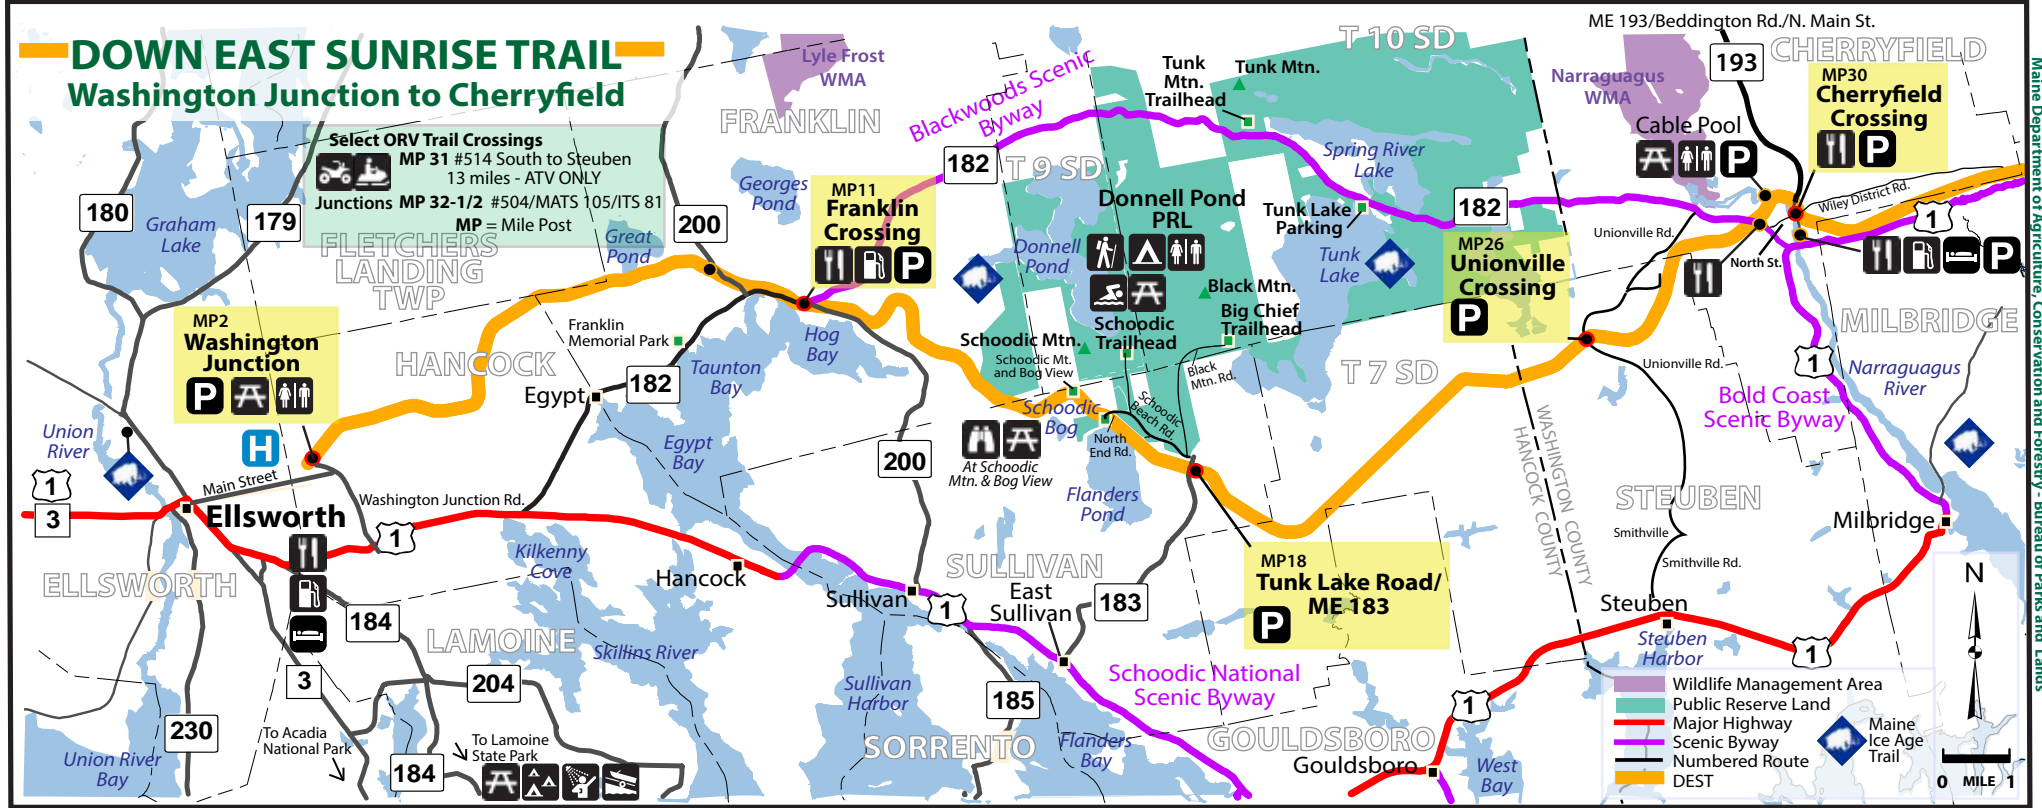 DOWN EAST SUNRISE TRAIL
Washington Junction to Cherryfield
Select ORV Trail Crossings
MP 31 #514 South to Steuben
13 miles - ATV ONLY
Junctions MP 32-1/2 #504/MATS 105/ITS 81
MP = Mile Post
180
179
200
Graham
Lake
FLETCHERS
LANDING
TWP
Great
Pond
Georges
Pond
Lyle Frost
WMA
FRANKLIN
Blackwoods Scenic
Byway
182
T 9 SD
T 10 SD
Tunk
Mtn.
Trailhead
Tunk Mtn.
Spring River
Lake
Donnell Pond
PRL
Donnell
Pond
Tunk Lake
Parking
Tunk
Lake
182
ME 193/Beddington Rd./N. Main St.
193
CHERRYFIELD
Narraguagus
WMA
Cable Pool
P
MP30
Cherryfield
Crossing
P
Wiley District Rd.
1
P
Unionville Rd.
North St.
MP26
Unionville
Crossing
P
MP11
Franklin
Crossing
P
MP2
Washington
Junction
P
HANCOCK
Franklin
Memorial Park
Egypt
182
Taunton
Bay
Hog
Bay
Egypt
Bay
Schoodic Mtn.
Schoodic Mt.
and Bog View
Schoodic
Trailhead
Black Mtn.
Big Chief
Trailhead
Black
Mtn. Rd.
Schoodic
Beach Rd.
Schoodic
Bog
North
End Rd.
At Schoodic
Mtn. & Bog View
Flanders
Pond
T 7 SD
Unionville Rd.
1
MILBRIDGE
Narraguagus
River
Bold Coast
Scenic Byway
WASHINGTON COUNTY
HANCOCK COUNTY
STEUBEN
Smithville
Smithville Rd.
Milbridge
Union
River
H
Main Street
Washington Junction Rd.
1
3
Ellsworth
1
200
ELLSWORTH
Kilkenny
Cove
Hancock
Sullivan
SULLIVAN
East
Sullivan
1
183
MP18
Tunk Lake Road/
ME 183
P
Steuben
Steuben
Harbor
1
184
LAMOINE
Skillins River
3
204
Sullivan
Harbor
185
Schoodic National
Scenic Byway
1
230
To Acadia
National Park
To Lamoine
State Park
184
Union River
Bay
SORRENTO
Flanders
Bay
GOULDSBORO
Gouldsboro
West
Bay
N
Wildlife Management Area
Public Reserve Land
Major Highway
Scenic Byway
Numbered Route
DEST
Maine
Ice Age
Trail
0 MILE 1
Maine Department of Agriculture, Conservation and Forestry - Bureau of Parks and Lands